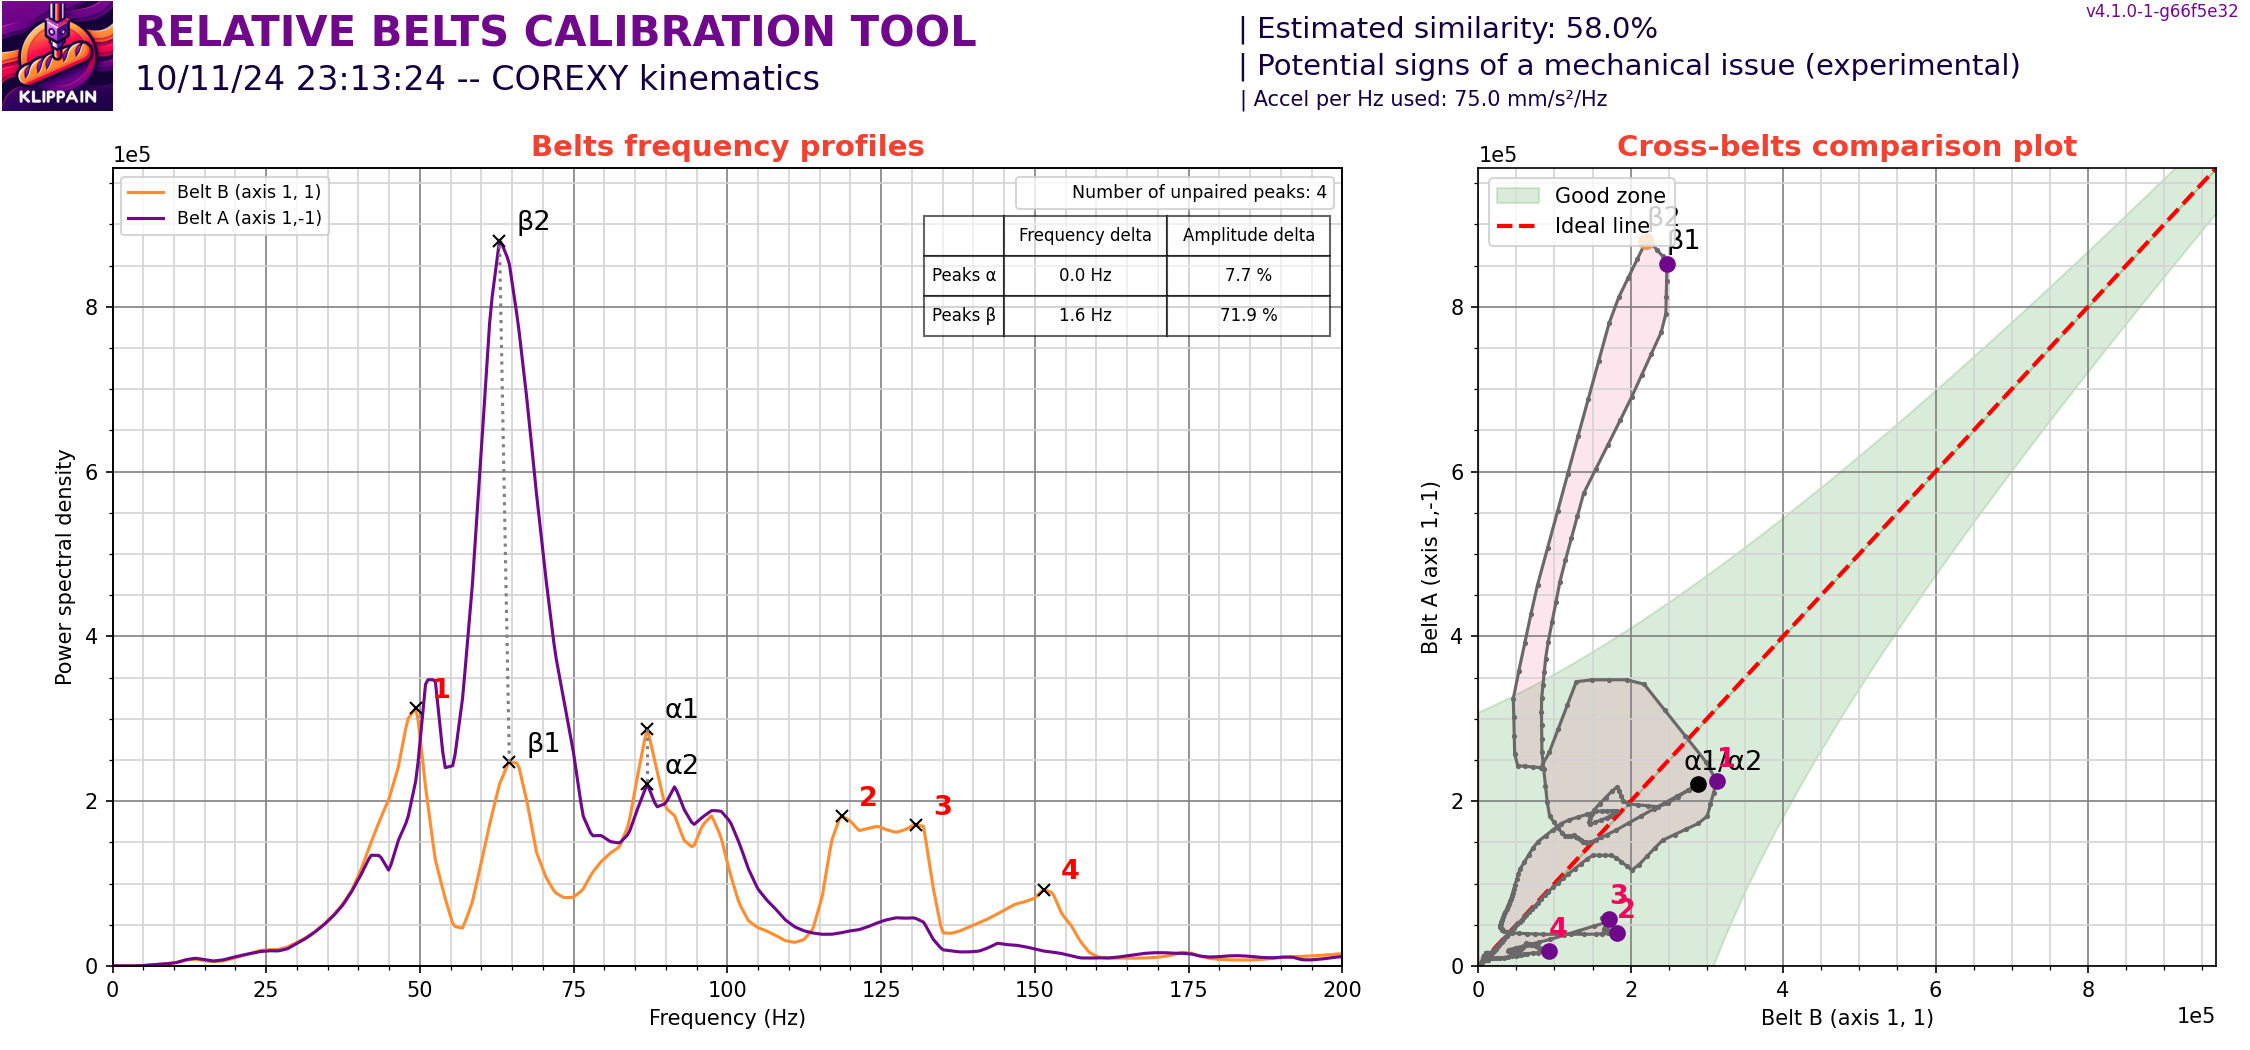 KLIPPAIN
RELATIVE BELTS CALIBRATION TOOL
10/11/24 23:13:24 -- COREXY kinematics
| Estimated similarity: 58.0%
| Potential signs of a mechanical issue (experimental)
| Accel per Hz used: 75.0 mm/s²/Hz
v4.1.0-1-g66f5e32
Belts frequency profiles
1e5
Belt B (axis 1, 1)
Belt A (axis 1,-1)
Number of unpaired peaks: 4
Frequency delta Amplitude delta
Peaks α 0.0 Hz 7.7 %
Peaks β 1.6 Hz 71.9 %
β2
β1
α1
α2
1
2
3
4
Power spectral density
8
6
4
2
0
0 25 50 75 100 125 150 175 200
Frequency (Hz)
Cross-belts comparison plot
1e5
Good zone
Ideal line
β2
β1
α1/α2
1
3
2
4
Belt A (axis 1,-1)
8
6
4
2
0
0 2 4 6 8
Belt B (axis 1, 1)
1e5